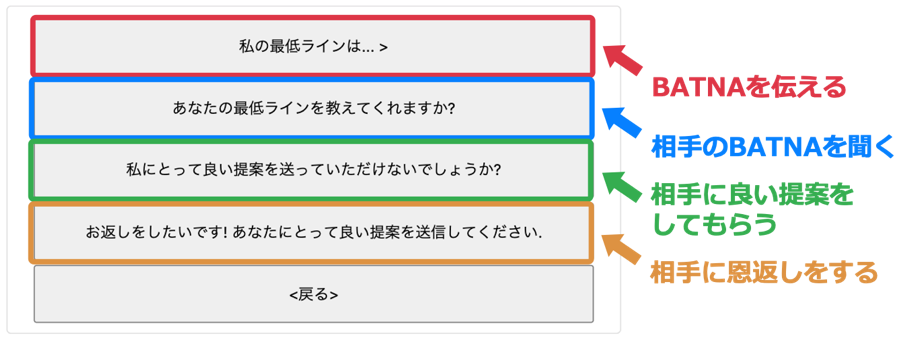 私の最低ラインは... >
BATNAを伝える
あなたの最低ラインを教えてくれますか?
相手のBATNAを聞く
私にとって良い提案を送っていただけないでしょうか?
相手に良い提案を
してもらう
お返しをしたいです! あなたにとって良い提案を送信してください.
相手に恩返しをする
<戻る>